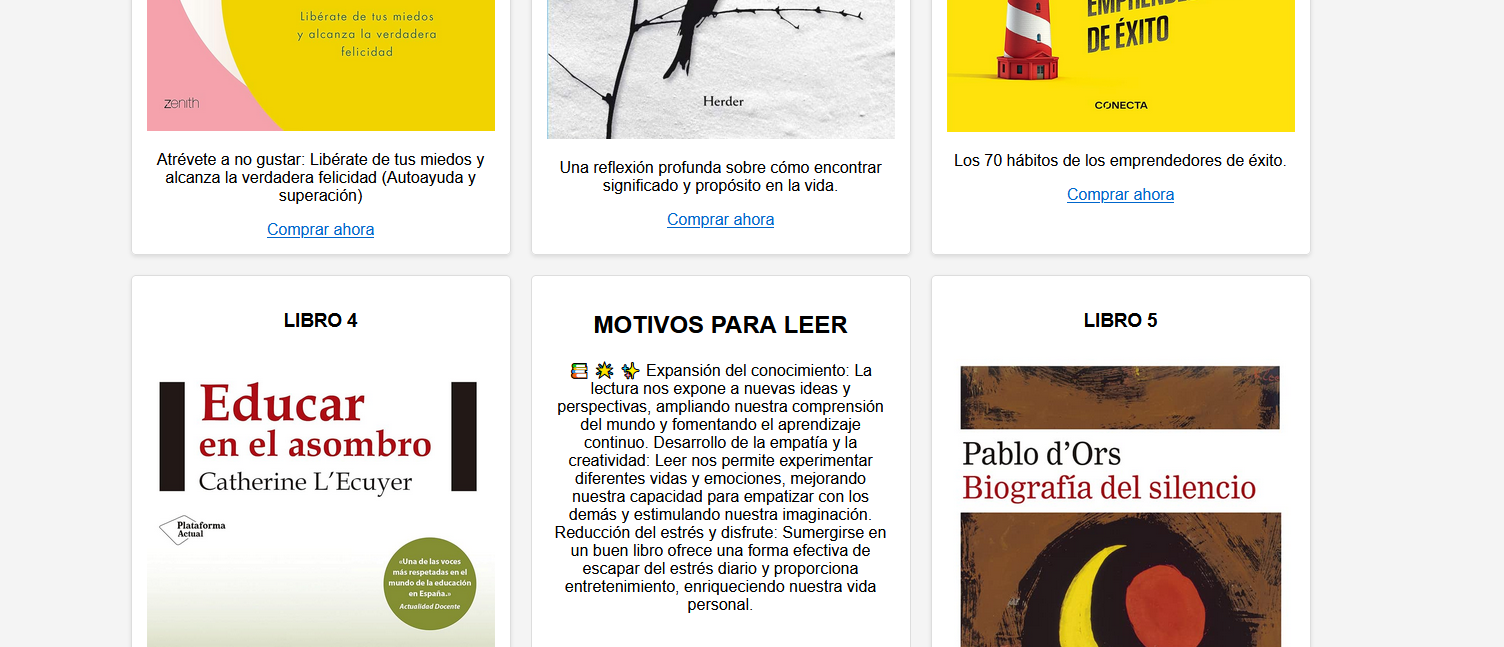 Libérate de tus miedos
y alcanza la verdadera
felicidad
zenith
Atrévete a no gustar: Libérate de tus miedos y
alcanza la verdadera felicidad (Autoayuda y
superación)
Comprar ahora
Herder
Una reflexión profunda sobre cómo encontrar
significado y propósito en la vida.
Comprar ahora
DE ÉXITO
CONECTA
Los 70 hábitos de los emprendedores de éxito.
Comprar ahora
LIBRO 4
Educar
en el asombro
Catherine L'Ecuyer
Plataforma
Actual
«Una de las voces
más respetadas en el
mundo de la educación
en España.»
Actualidad Docente
MOTIVOS PARA LEER
📚 🌟 ✨ Expansión del conocimiento: La
lectura nos expone a nuevas ideas y
perspectivas, ampliando nuestra comprensión
del mundo y fomentando el aprendizaje
continuo. Desarrollo de la empatía y la
creatividad: Leer nos permite experimentar
diferentes vidas y emociones, mejorando
nuestra capacidad para empatizar con los
demás y estimulando nuestra imaginación.
Reducción del estrés y disfrute: Sumergirse en
un buen libro ofrece una forma efectiva de
escapar del estrés diario y proporciona
entretenimiento, enriqueciendo nuestra vida
personal.
LIBRO 5
Pablo d'Ors
Biografía del silencio